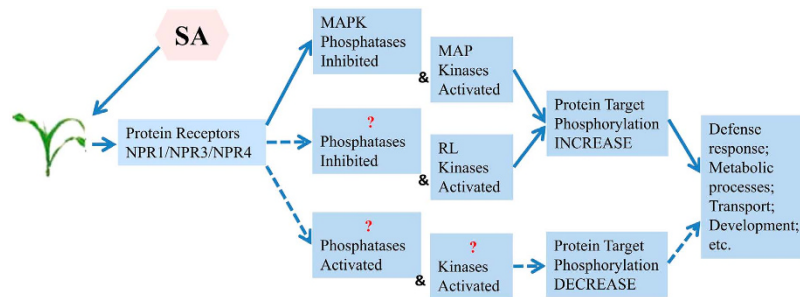 SA
Protein Receptors
NPR1/NPR3/NPR4
MAPK
Phosphatases
Inhibited
&
MAP
Kinases
Activated
?
Phosphatases
Inhibited
&
RL
Kinases
Activated
?
Phosphatases
Activated
&
?
Kinases
Activated
Protein Target
Phosphorylation
INCREASE
Protein Target
Phosphorylation
DECREASE
Defense
response;
Metabolic
processes;
Transport;
Development;
etc.